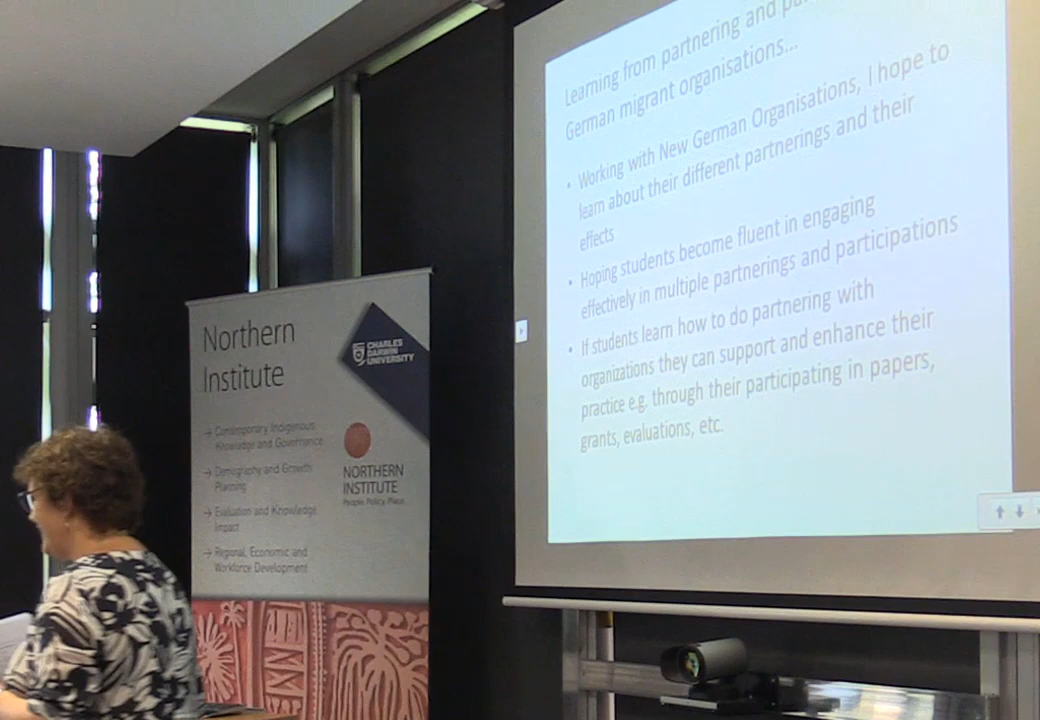 Learning from partnering and
German migrant organisations...
• Working with New German Organisations, I hope to
learn about their different partnerings and their
effects
• Hoping students become fluent in engaging
effectively in multiple partnerings and participations
• If students learn how to do partnering with
organizations they can support and enhance their
practice e.g. through their participating in papers,
grants, evaluations, etc.
Northern
Institute
CHARLES
DARWIN
UNIVERSITY
→ Contemporary Indigenous
Knowledge and Governance
→ Demography and Growth
Planning
→ Evaluation and Knowledge
Impact
→ Regional, Economic and
Workforce Development
NORTHERN
INSTITUTE
People. Policy. Place.